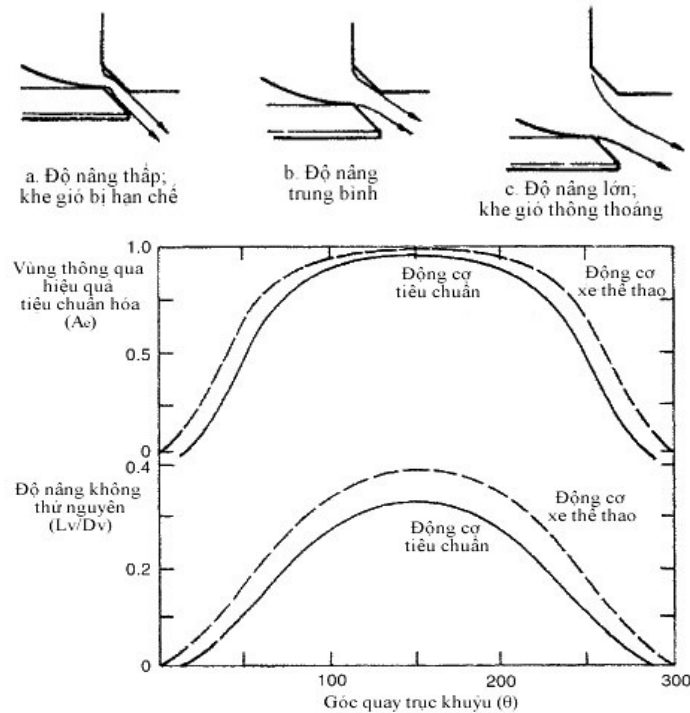 a. Độ nâng thấp;
khe gió bị hạn chế
b. Độ nâng
trung bình
c. Độ nâng lớn;
khe gió thông thoáng
Vùng thông qua
hiệu quả
tiêu chuẩn hóa
(Ae)
1.0
0.5
0
Động cơ
tiêu chuẩn
Động cơ
xe thể thao
Độ nâng không
thứ nguyên
(Lv/Dv)
0.4
0.2
0
Động cơ
tiêu chuẩn
Động cơ
xe thể thao
100
200
300
Góc quay trục khuỷu (θ)